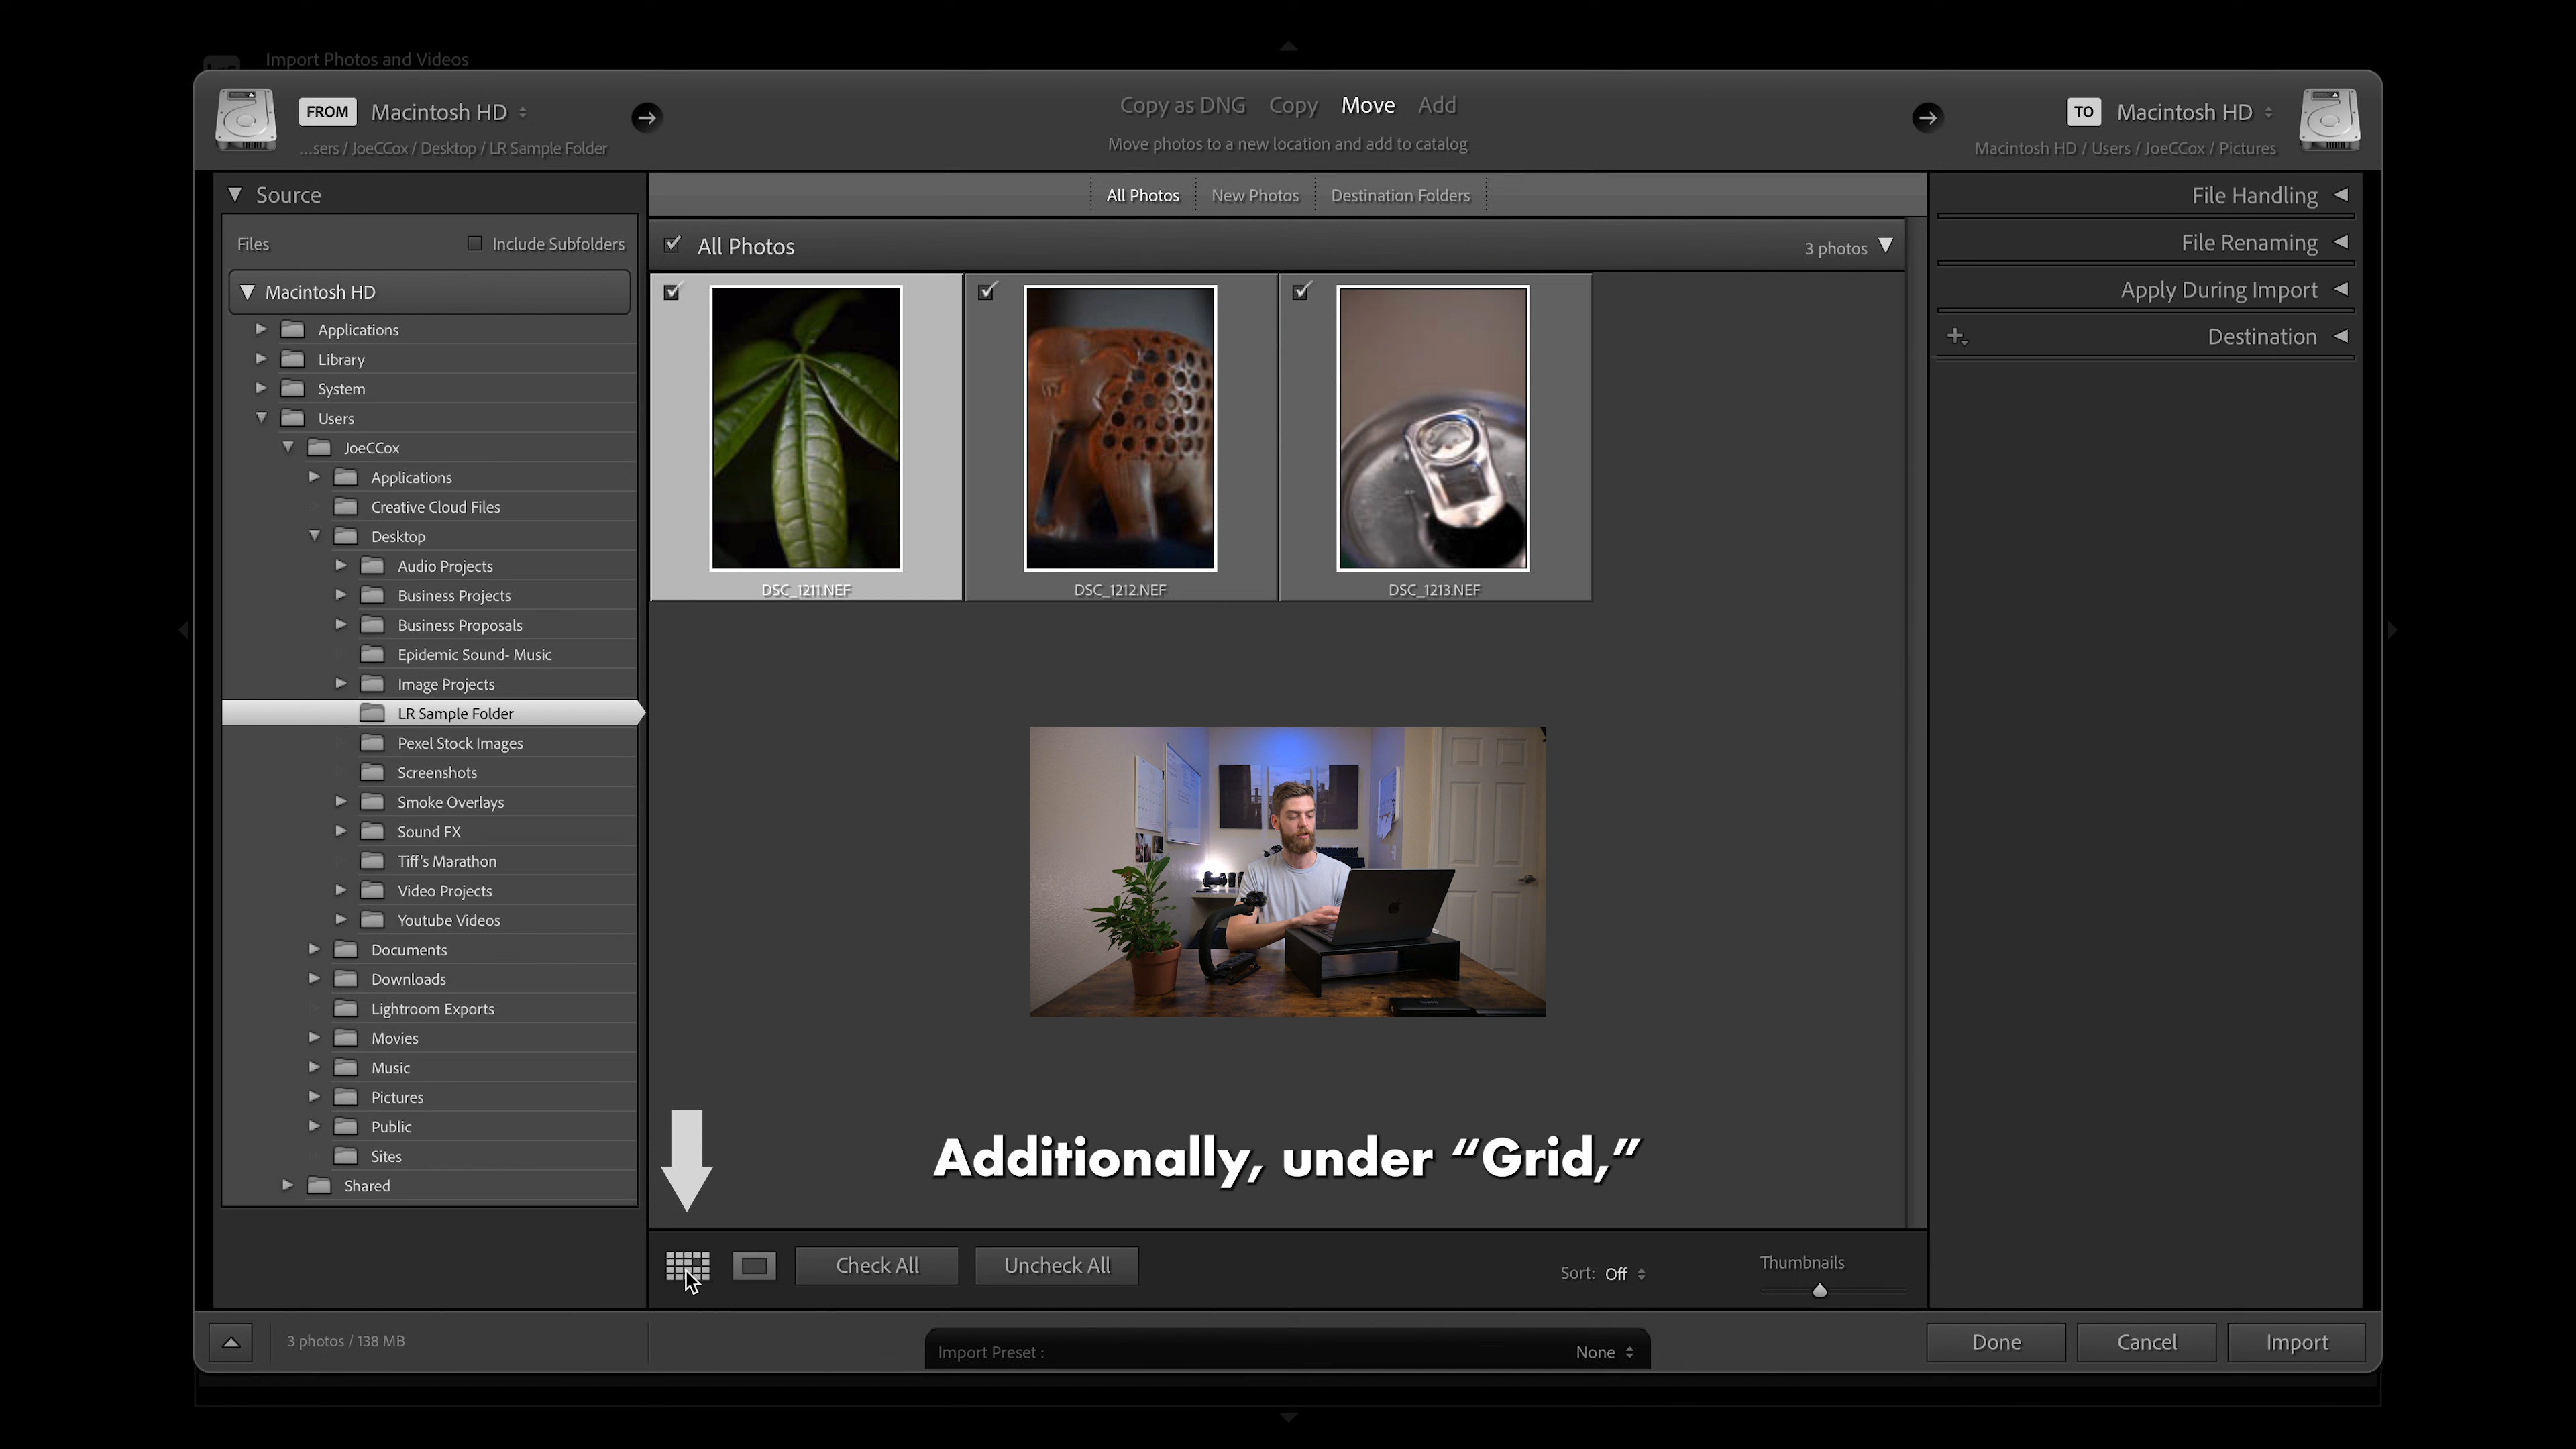 Import Photos and Videos
FROM Macintosh HD
...sers / JoeCCox / Desktop / LR Sample Folder
Copy as DNG Copy Move Add
Move photos to a new location and add to catalog
TO Macintosh HD
Macintosh HD / Users / JoeCCox / Pictures
Source
Files Include Subfolders
Macintosh HD
Applications
Library
System
Users
JoeCCox
Applications
Creative Cloud Files
Desktop
Audio Projects
Business Projects
Business Proposals
Epidemic Sound- Music
Image Projects
LR Sample Folder
Pexel Stock Images
Screenshots
Smoke Overlays
Sound FX
Tiff's Marathon
Video Projects
Youtube Videos
Documents
Downloads
Lightroom Exports
Movies
Music
Pictures
Public
Sites
Shared
All Photos New Photos Destination Folders
All Photos 3 photos
DSC_1211.NEF DSC_1212.NEF DSC_1213.NEF
Additionally, under “Grid,”
Check All Uncheck All Sort: Off Thumbnails
File Handling
File Renaming
Apply During Import
Destination
3 photos / 138 MB
Import Preset : None
Done Cancel Import